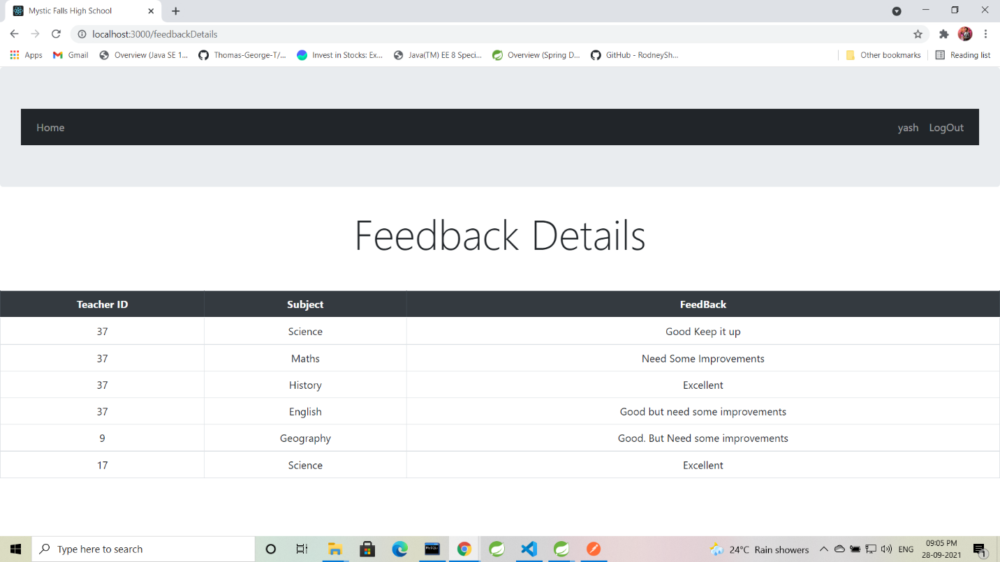 Mystic Falls High School
localhost:3000/feedbackDetails
Apps Gmail Overview (Java SE 1... Thomas-George-T/... Invest in Stocks: Ex... Java(TM) EE 8 Speci... Overview (Spring D... GitHub - RodneySh... Other bookmarks Reading list
Home yash LogOut
Feedback Details
Teacher ID Subject FeedBack
37 Science Good Keep it up
37 Maths Need Some Improvements
37 History Excellent
37 English Good but need some improvements
9 Geography Good. But Need some improvements
17 Science Excellent
Type here to search 24°C Rain showers ENG 09:05 PM
28-09-2021 1